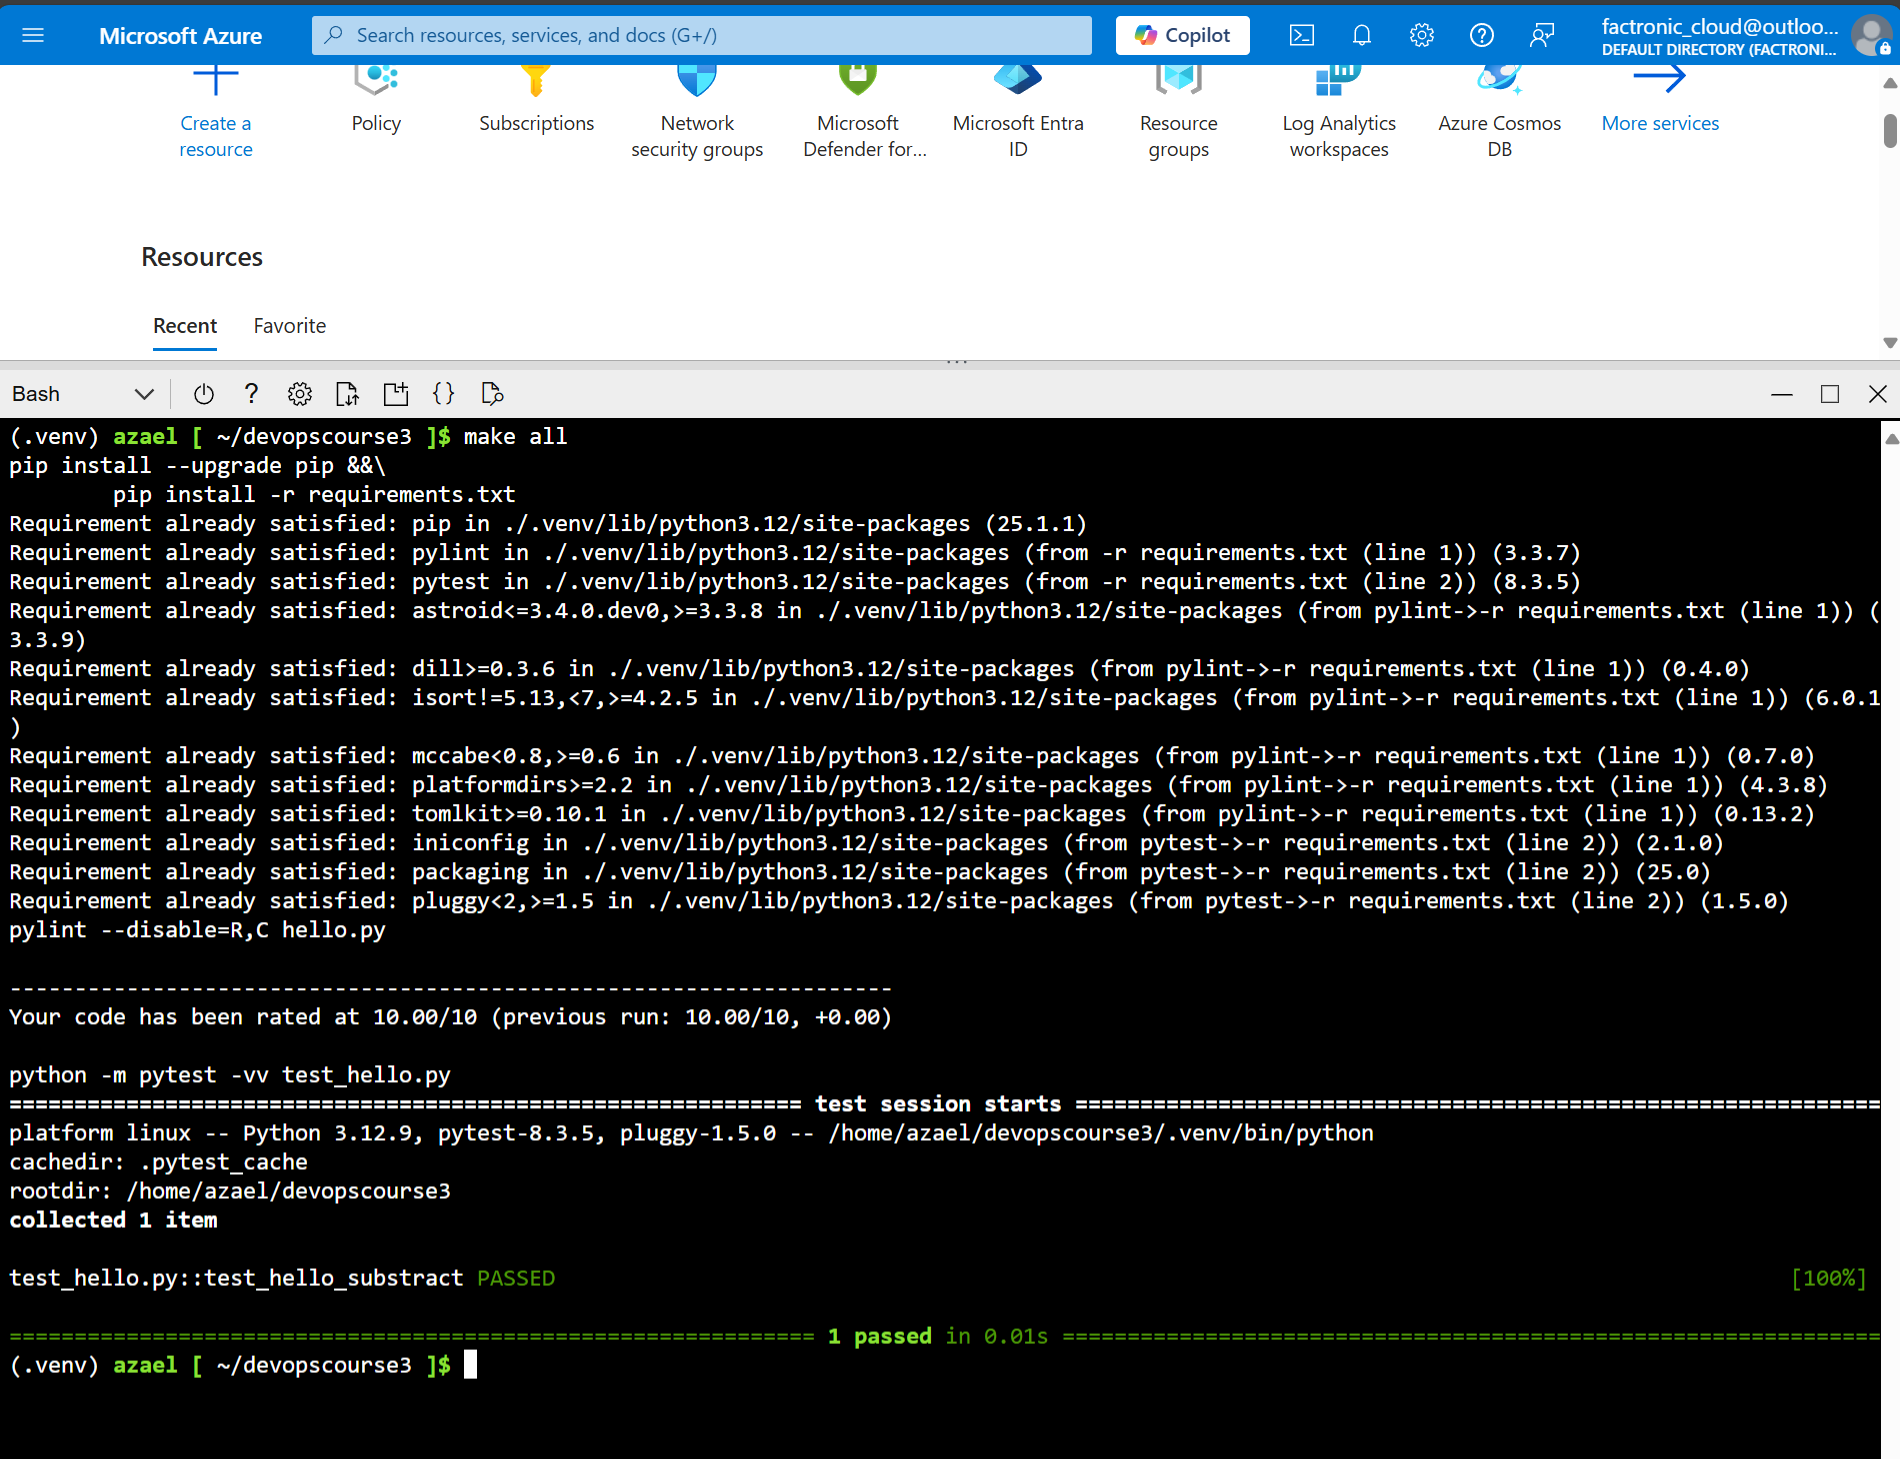 Microsoft Azure
Search resources, services, and docs (G+/)
Copilot
factronic_cloud@outloo...
DEFAULT DIRECTORY (FACTRONI...
Create a resource
Policy
Subscriptions
Network security groups
Microsoft Defender for...
Microsoft Entra ID
Resource groups
Log Analytics workspaces
Azure Cosmos DB
More services
Resources
Recent Favorite
Bash
(.venv) azael [ ~/devopscourse3 ]$ make all
pip install --upgrade pip &&\
        pip install -r requirements.txt
Requirement already satisfied: pip in ./.venv/lib/python3.12/site-packages (25.1.1)
Requirement already satisfied: pylint in ./.venv/lib/python3.12/site-packages (from -r requirements.txt (line 1)) (3.3.7)
Requirement already satisfied: pytest in ./.venv/lib/python3.12/site-packages (from -r requirements.txt (line 2)) (8.3.5)
Requirement already satisfied: astroid<=3.4.0.dev0,>=3.3.8 in ./.venv/lib/python3.12/site-packages (from pylint->-r requirements.txt (line 1)) (
3.3.9)
Requirement already satisfied: dill>=0.3.6 in ./.venv/lib/python3.12/site-packages (from pylint->-r requirements.txt (line 1)) (0.4.0)
Requirement already satisfied: isort!=5.13,<7,>=4.2.5 in ./.venv/lib/python3.12/site-packages (from pylint->-r requirements.txt (line 1)) (6.0.1
)
Requirement already satisfied: mccabe<0.8,>=0.6 in ./.venv/lib/python3.12/site-packages (from pylint->-r requirements.txt (line 1)) (0.7.0)
Requirement already satisfied: platformdirs>=2.2 in ./.venv/lib/python3.12/site-packages (from pylint->-r requirements.txt (line 1)) (4.3.8)
Requirement already satisfied: tomlkit>=0.10.1 in ./.venv/lib/python3.12/site-packages (from pylint->-r requirements.txt (line 1)) (0.13.2)
Requirement already satisfied: iniconfig in ./.venv/lib/python3.12/site-packages (from pytest->-r requirements.txt (line 2)) (2.1.0)
Requirement already satisfied: packaging in ./.venv/lib/python3.12/site-packages (from pytest->-r requirements.txt (line 2)) (25.0)
Requirement already satisfied: pluggy<2,>=1.5 in ./.venv/lib/python3.12/site-packages (from pytest->-r requirements.txt (line 2)) (1.5.0)
pylint --disable=R,C hello.py
--------------------------------------------------------------------
Your code has been rated at 10.00/10 (previous run: 10.00/10, +0.00)
python -m pytest -vv test_hello.py
============================================================= test session starts ==============================================================
platform linux -- Python 3.12.9, pytest-8.3.5, pluggy-1.5.0 -- /home/azael/devopscourse3/.venv/bin/python
cachedir: .pytest_cache
rootdir: /home/azael/devopscourse3
collected 1 item
test_hello.py::test_hello_substract PASSED [100%]
============================================================== 1 passed in 0.01s ===============================================================
(.venv) azael [ ~/devopscourse3 ]$